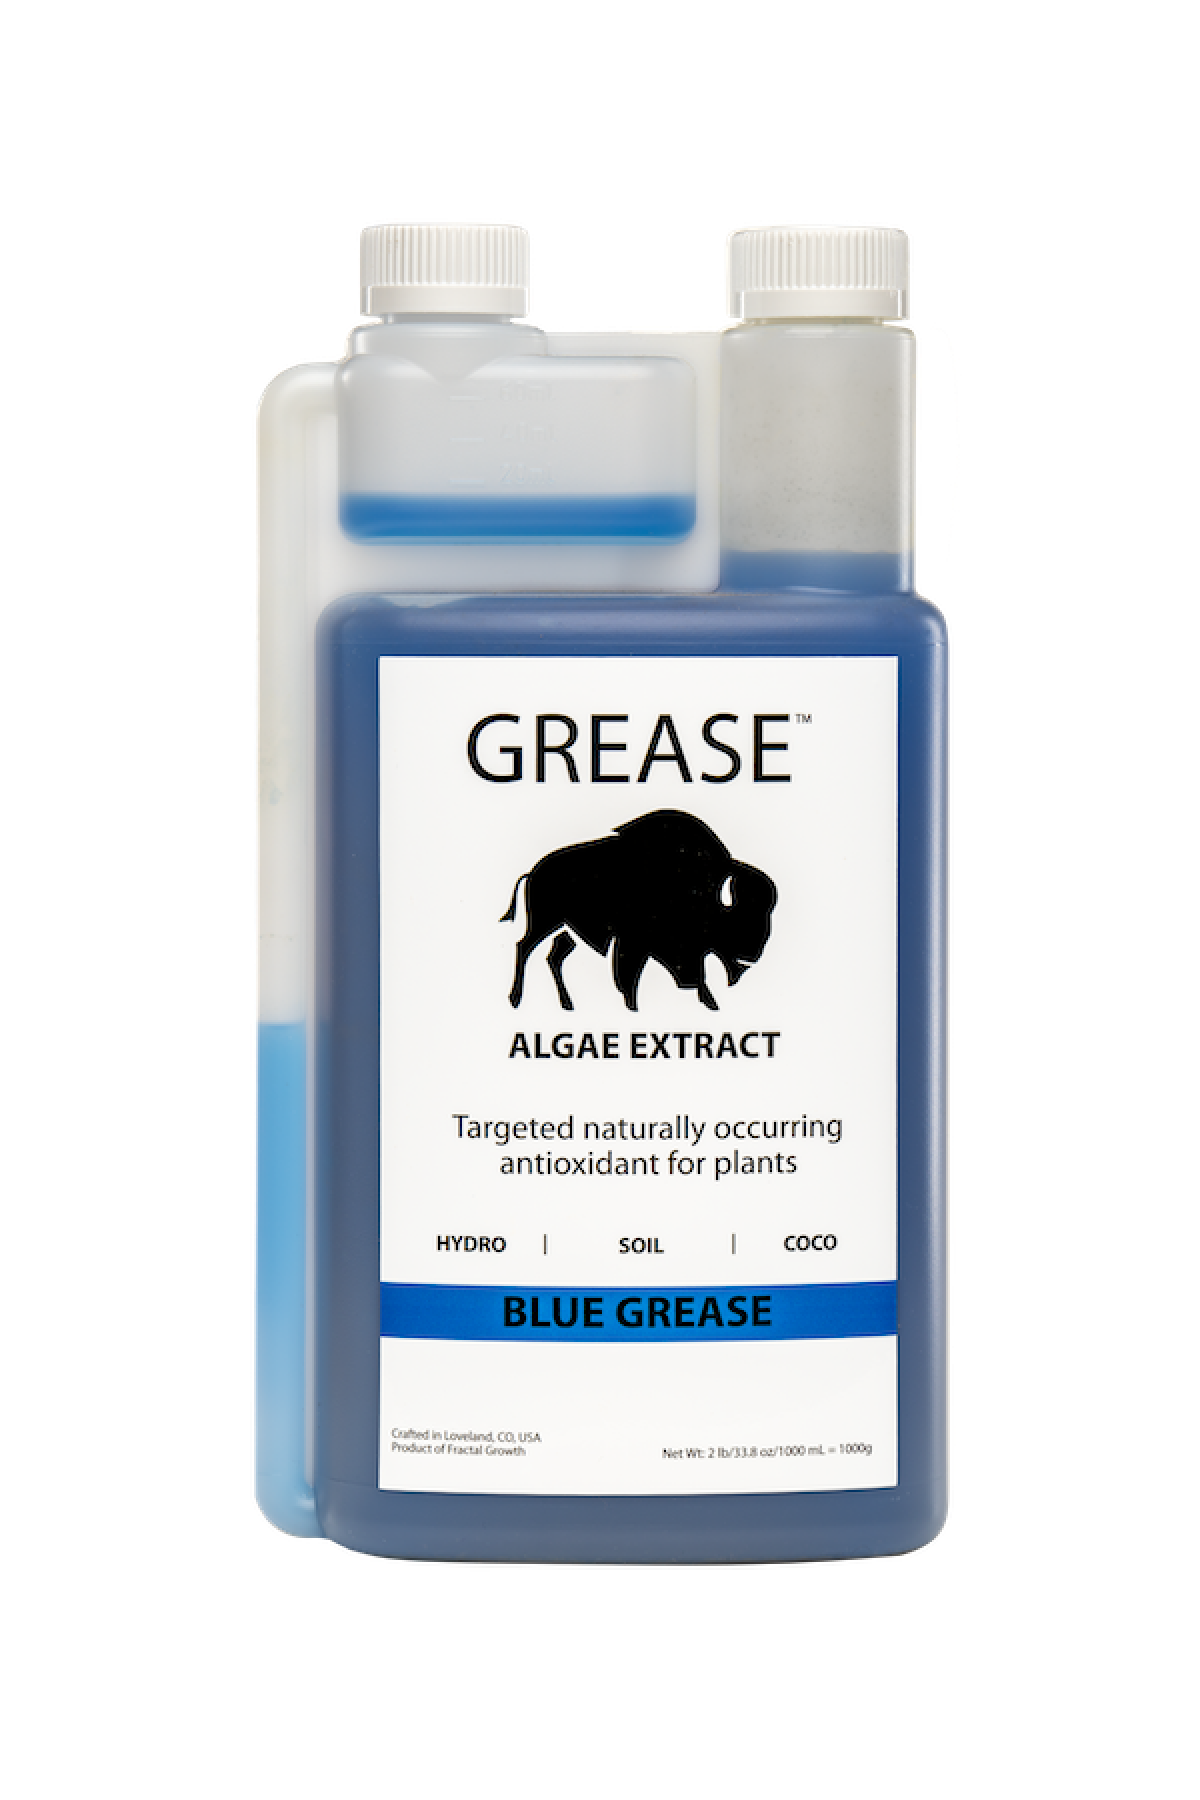 GREASE™
ALGAE EXTRACT
Targeted naturally occurring
antioxidant for plants
HYDRO | SOIL | COCO
BLUE GREASE
Crafted in Loveland, CO, USA
Product of Fractal Growth
Net Wt: 2 lb/33.8 oz/1000 mL = 1000g